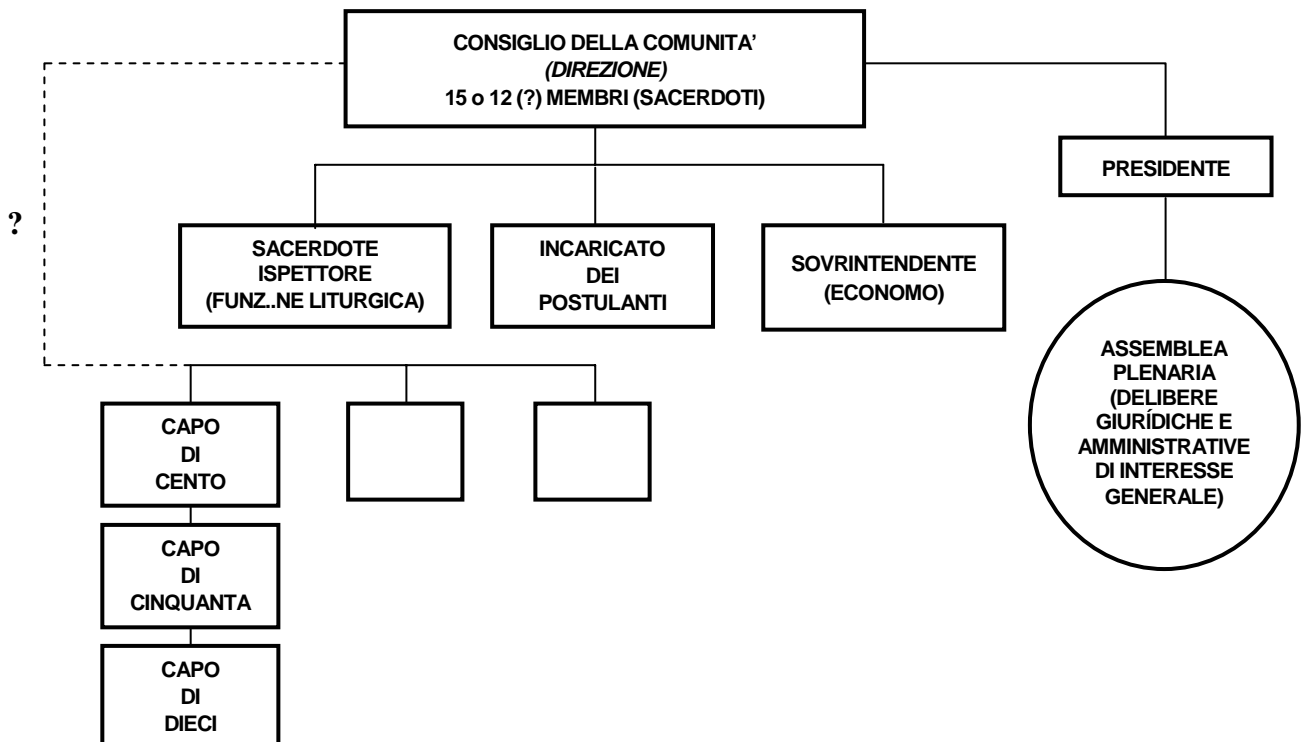 CONSIGLIO DELLA COMUNITA’
(DIREZIONE)
15 o 12 (?) MEMBRI (SACERDOTI)
PRESIDENTE
?
SACERDOTE
ISPETTORE
(FUNZ..NE LITURGICA)
INCARICATO
DEI
POSTULANTI
SOVRINTENDENTE
(ECONOMO)
ASSEMBLEA
PLENARIA
(DELIBERE
GIURÍDICHE E
AMMINISTRATIVE
DI INTERESSE
GENERALE)
CAPO
DI
CENTO
CAPO
DI
CINQUANTA
CAPO
DI
DIECI